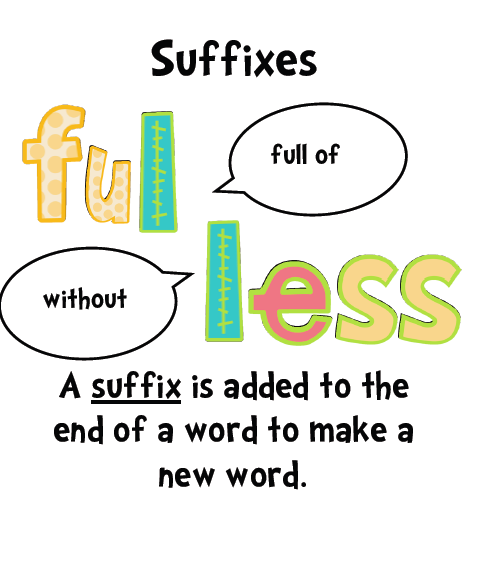 Suffixes
ful
full of
less
without
A suffix is added to the
end of a word to make a
new word.